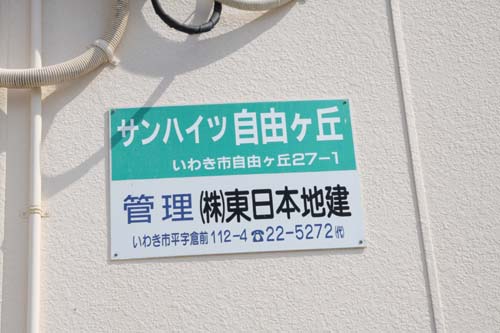 サンハイツ自由ヶ丘
いわき市自由ヶ丘27-1
管理 ㈱東日本地建
いわき市平字倉前112-4 ☎22-5272㈹